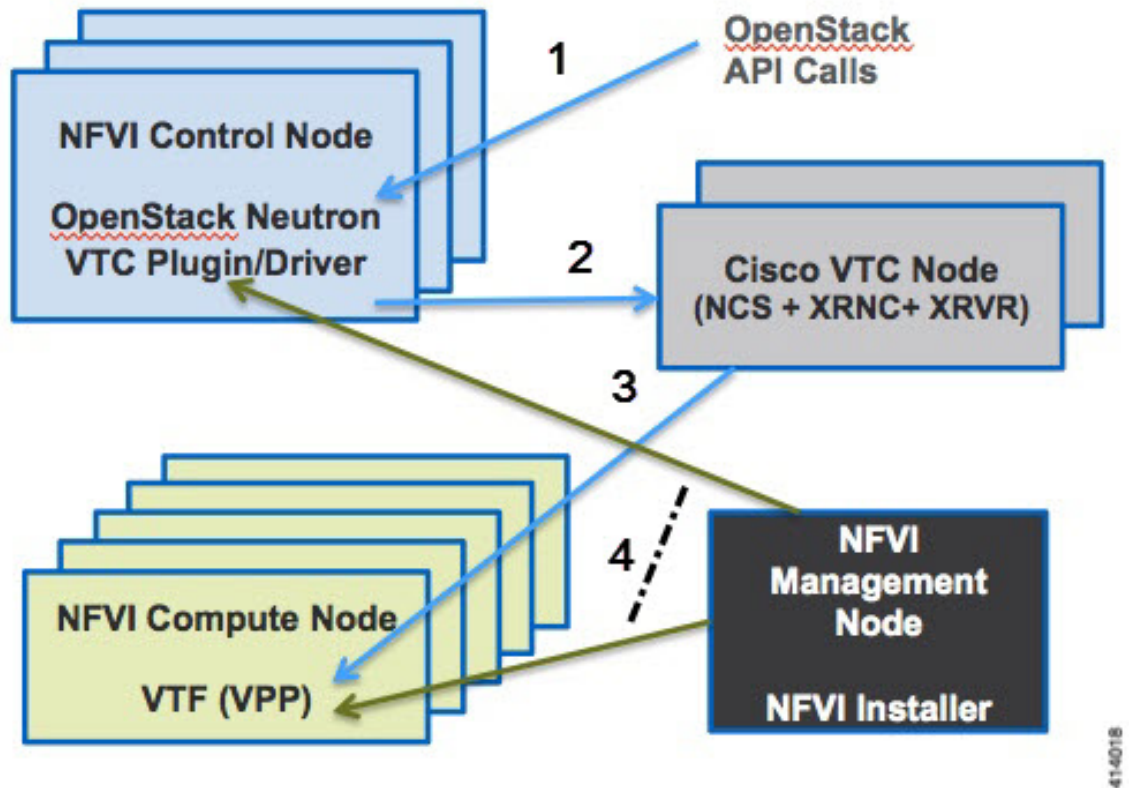 OpenStack
API Calls
1
NFVI Control Node
OpenStack Neutron
VTC Plugin/Driver
2
Cisco VTC Node
(NCS + XRNC+ XRVR)
3
4
NFVI Compute Node
VTF (VPP)
NFVI
Management
Node
NFVI Installer
414018